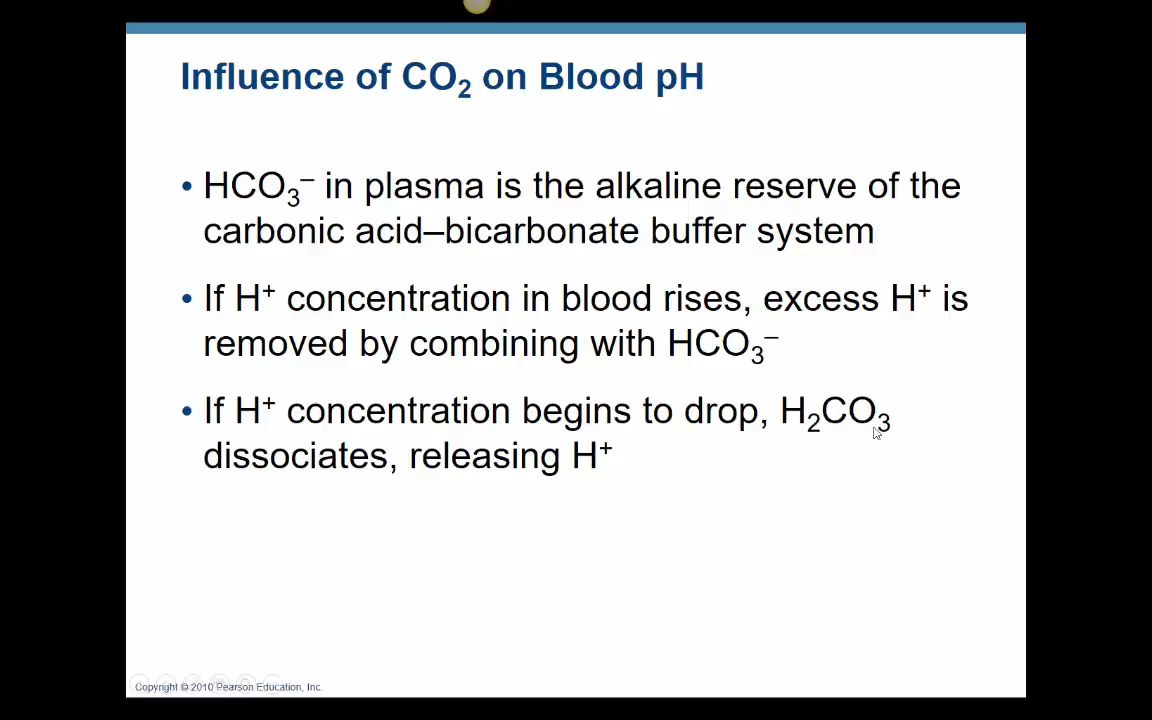 Influence of CO₂ on Blood pH
• HCO₃⁻ in plasma is the alkaline reserve of the
carbonic acid–bicarbonate buffer system
• If H⁺ concentration in blood rises, excess H⁺ is
removed by combining with HCO₃⁻
• If H⁺ concentration begins to drop, H₂CO₃
dissociates, releasing H⁺
Copyright © 2010 Pearson Education, Inc.